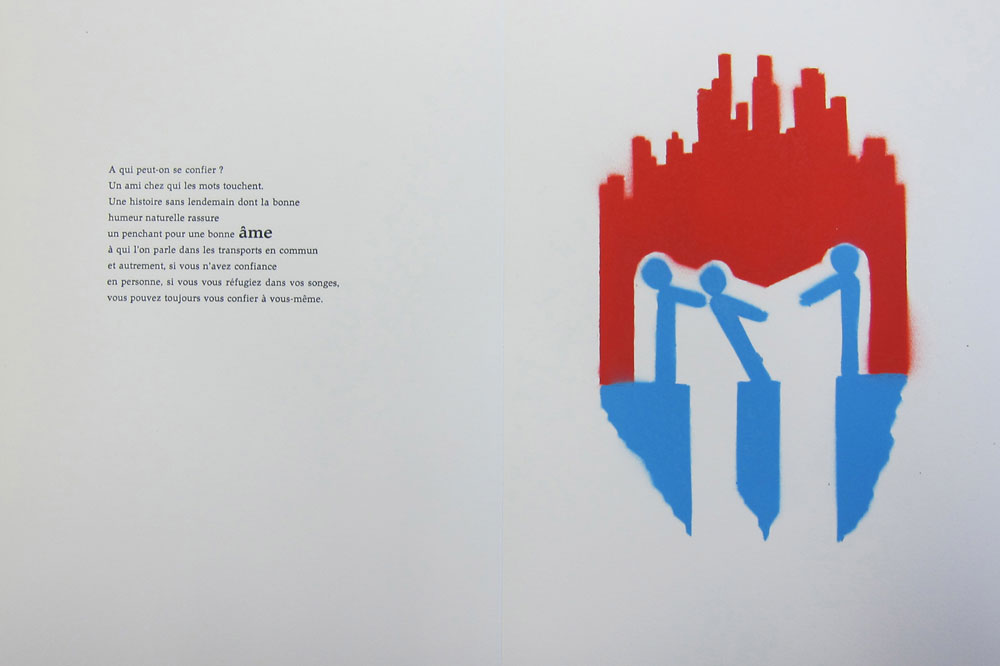 A qui peut-on se confier ?
Un ami chez qui les mots touchent.
Une histoire sans lendemain dont la bonne
humeur naturelle rassure
un penchant pour une bonne âme
à qui l'on parle dans les transports en commun
et autrement, si vous n'avez confiance
en personne, si vous vous réfugiez dans vos songes,
vous pouvez toujours vous confier à vous-même.